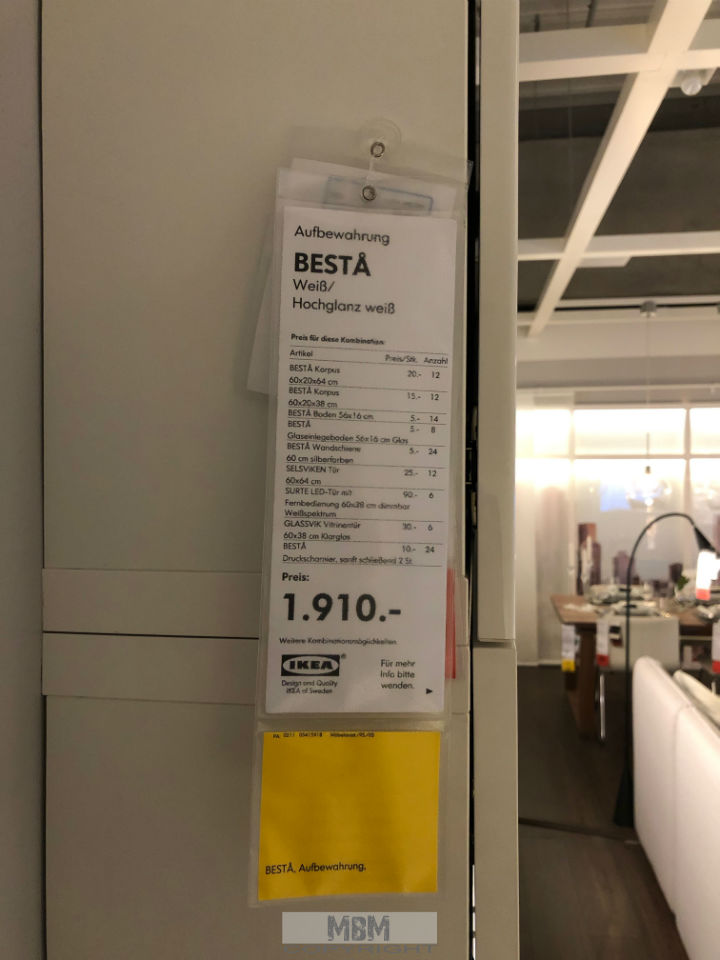 Aufbewahrung
BESTÅ
Weiß/
Hochglanz weiß
Preis für diese Kombination:
Artikel Preis/Stk. Anzahl
BESTÅ Korpus 20.- 12
60x20x64 cm
BESTÅ Korpus 15.- 12
60x20x38 cm
BESTÅ Boden 56x16 cm 5.- 14
BESTÅ 5.- 8
Glaseinlegeboden 56x16 cm Glas
BESTÅ Wandschiene 5.- 24
60 cm silberfarben
SELSVIKEN Tür 25.- 12
60x64 cm
SURTE LED-Tür mit 90.- 6
Fernbedienung 60x38 cm dimmbar
Weißspektrum
GLASSVIK Vitrinentür 30.- 6
60x38 cm Klarglas
BESTÅ 10.- 24
Druckscharnier, sanft schließend 2 St.
Preis:
1.910.-
Weitere Kombinationsmöglichkeiten
IKEA
Design and Quality
IKEA of Sweden
Für mehr
Info bitte
wenden.
PA
BESTÅ, Aufbewahrung,
MBM